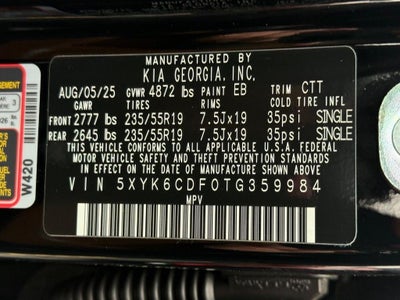 MANUFACTURED BY
KIA GEORGIA, INC.
AUG/05/25 GVWR 4872 lbs PAINT EB TRIM CTT
GAWR TIRES RIMS COLD TIRE INFL
FRONT 2777 lbs 235/55R19 7.5Jx19 35psi SINGLE
REAR 2645 lbs 235/55R19 7.5Jx19 35psi SINGLE
THIS VEHICLE CONFORMS TO ALL APPLICABLE U.S.A. FEDERAL
MOTOR VEHICLE SAFETY STANDARDS
IN EFFECT ON THE DATE OF MANUFACTURE SHOWN ABOVE
VIN 5XYK6CDF0TG359984
MPV
W420
3